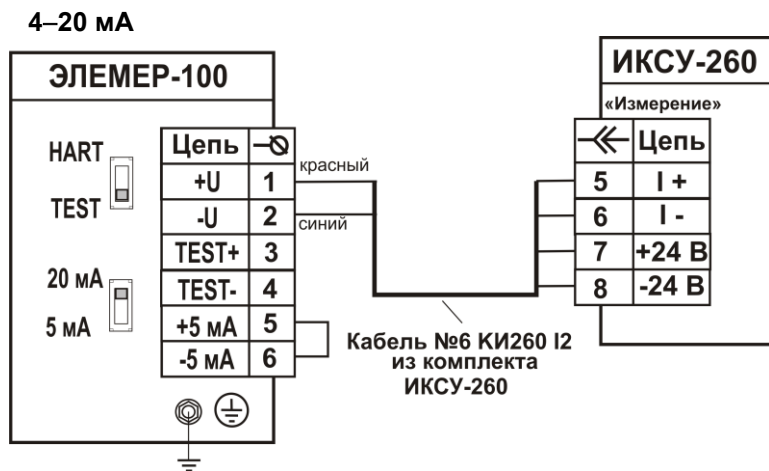 4–20 мА
ЭЛЕМЕР-100
HART
TEST
20 мА
5 мА
Цепь
+U 1
-U 2
TEST+ 3
TEST- 4
+5 мА 5
-5 мА 6
красный
синий
Кабель №6 КИ260 I2
из комплекта
ИКСУ-260
ИКСУ-260
«Измерение»
Цепь
5 I +
6 I -
7 +24 В
8 -24 В